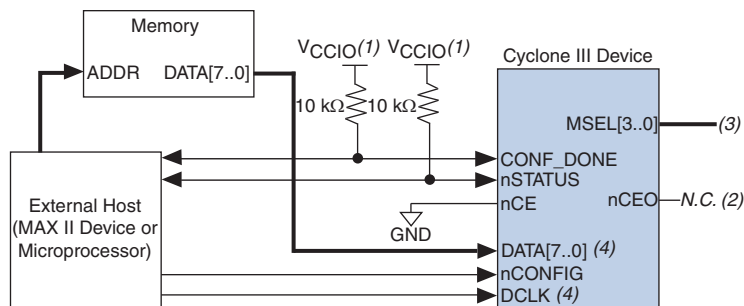 Memory
ADDR DATA[7..0]
VCCIO(1) VCCIO(1)
10 kΩ 10 kΩ
Cyclone III Device
MSEL[3..0] (3)
CONF_DONE
nSTATUS
nCE
nCEO N.C. (2)
GND
External Host
(MAX II Device or
Microprocessor)
DATA[7..0] (4)
nCONFIG
DCLK (4)